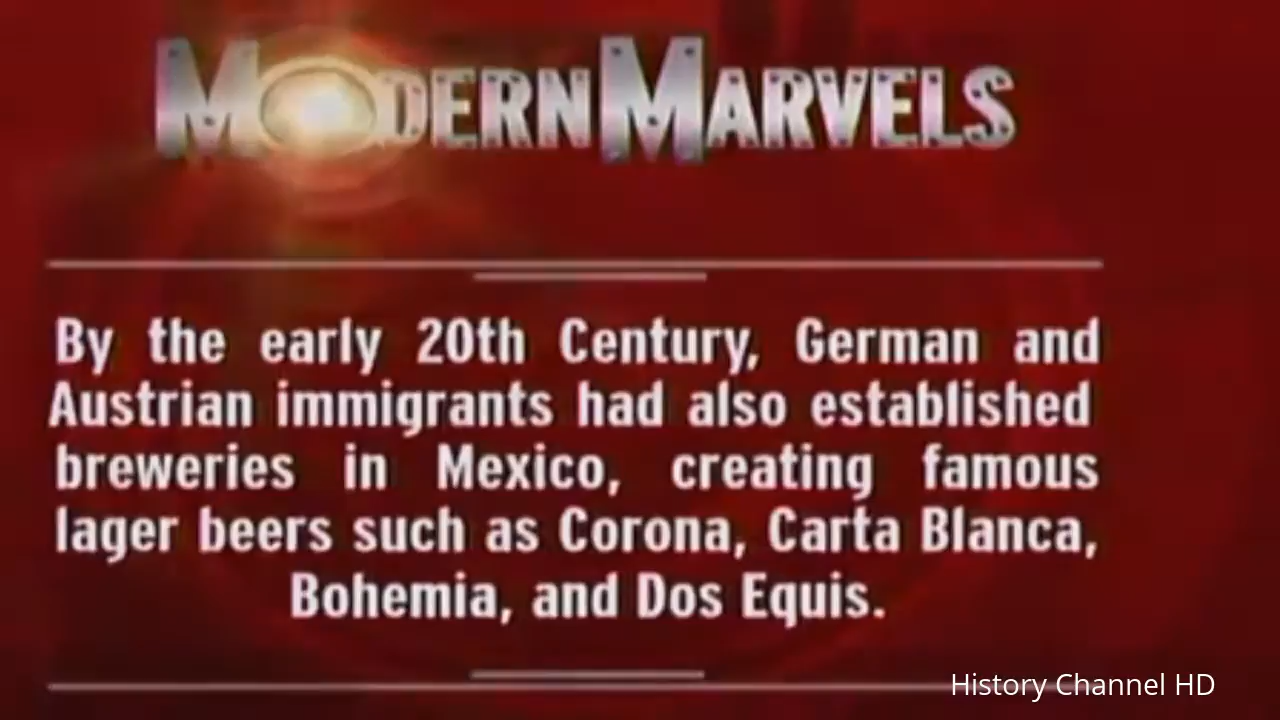 MODERN MARVELS
By the early 20th Century, German and
Austrian immigrants had also established
breweries in Mexico, creating famous
lager beers such as Corona, Carta Blanca,
Bohemia, and Dos Equis.
History Channel HD